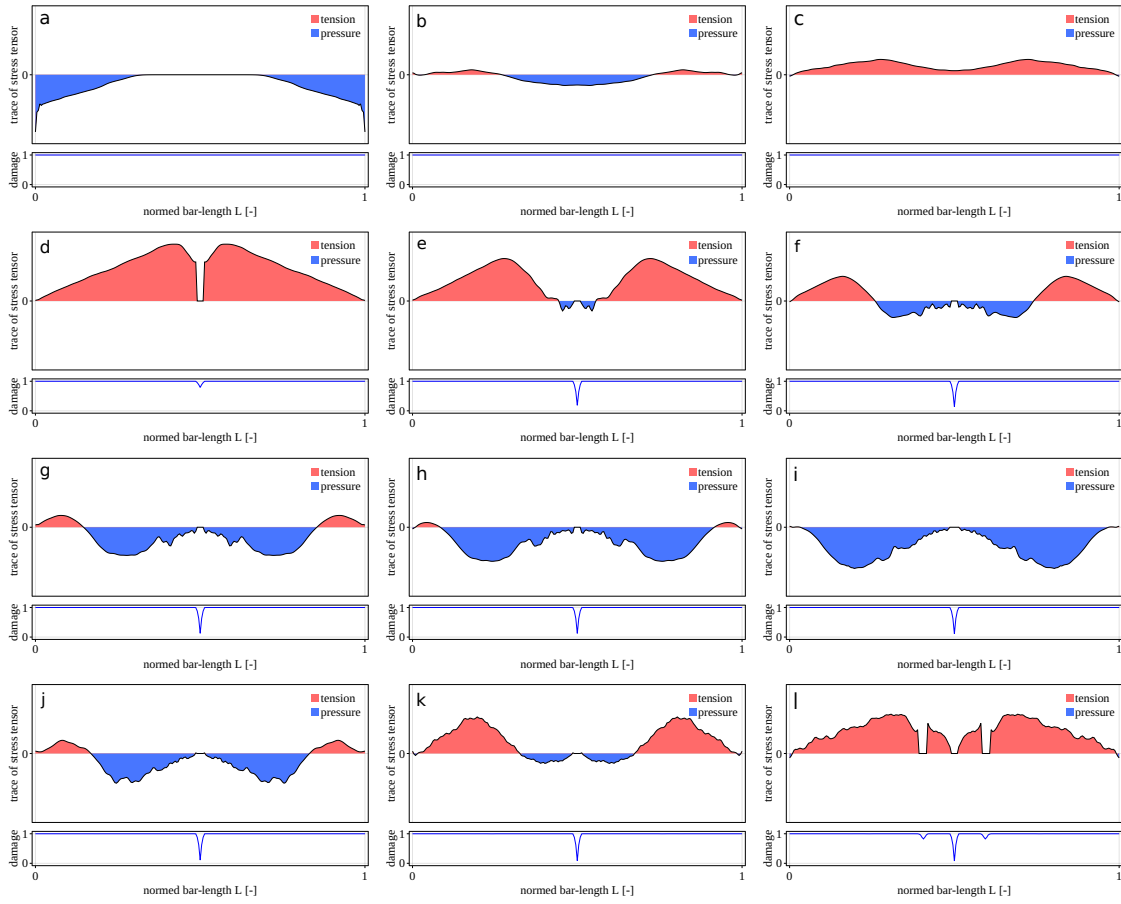 a
tension
pressure
trace of stress tensor
0
damage
1
0
0
1
normed bar-length L [-]
b
tension
pressure
trace of stress tensor
0
damage
1
0
0
1
normed bar-length L [-]
c
tension
pressure
trace of stress tensor
0
damage
1
0
0
1
normed bar-length L [-]
d
tension
pressure
trace of stress tensor
0
damage
1
0
0
1
normed bar-length L [-]
e
tension
pressure
trace of stress tensor
0
damage
1
0
0
1
normed bar-length L [-]
f
tension
pressure
trace of stress tensor
0
damage
1
0
0
1
normed bar-length L [-]
g
tension
pressure
trace of stress tensor
0
damage
1
0
0
1
normed bar-length L [-]
h
tension
pressure
trace of stress tensor
0
damage
1
0
0
1
normed bar-length L [-]
i
tension
pressure
trace of stress tensor
0
damage
1
0
0
1
normed bar-length L [-]
j
tension
pressure
trace of stress tensor
0
damage
1
0
0
1
normed bar-length L [-]
k
tension
pressure
trace of stress tensor
0
damage
1
0
0
1
normed bar-length L [-]
l
tension
pressure
trace of stress tensor
0
damage
1
0
0
1
normed bar-length L [-]